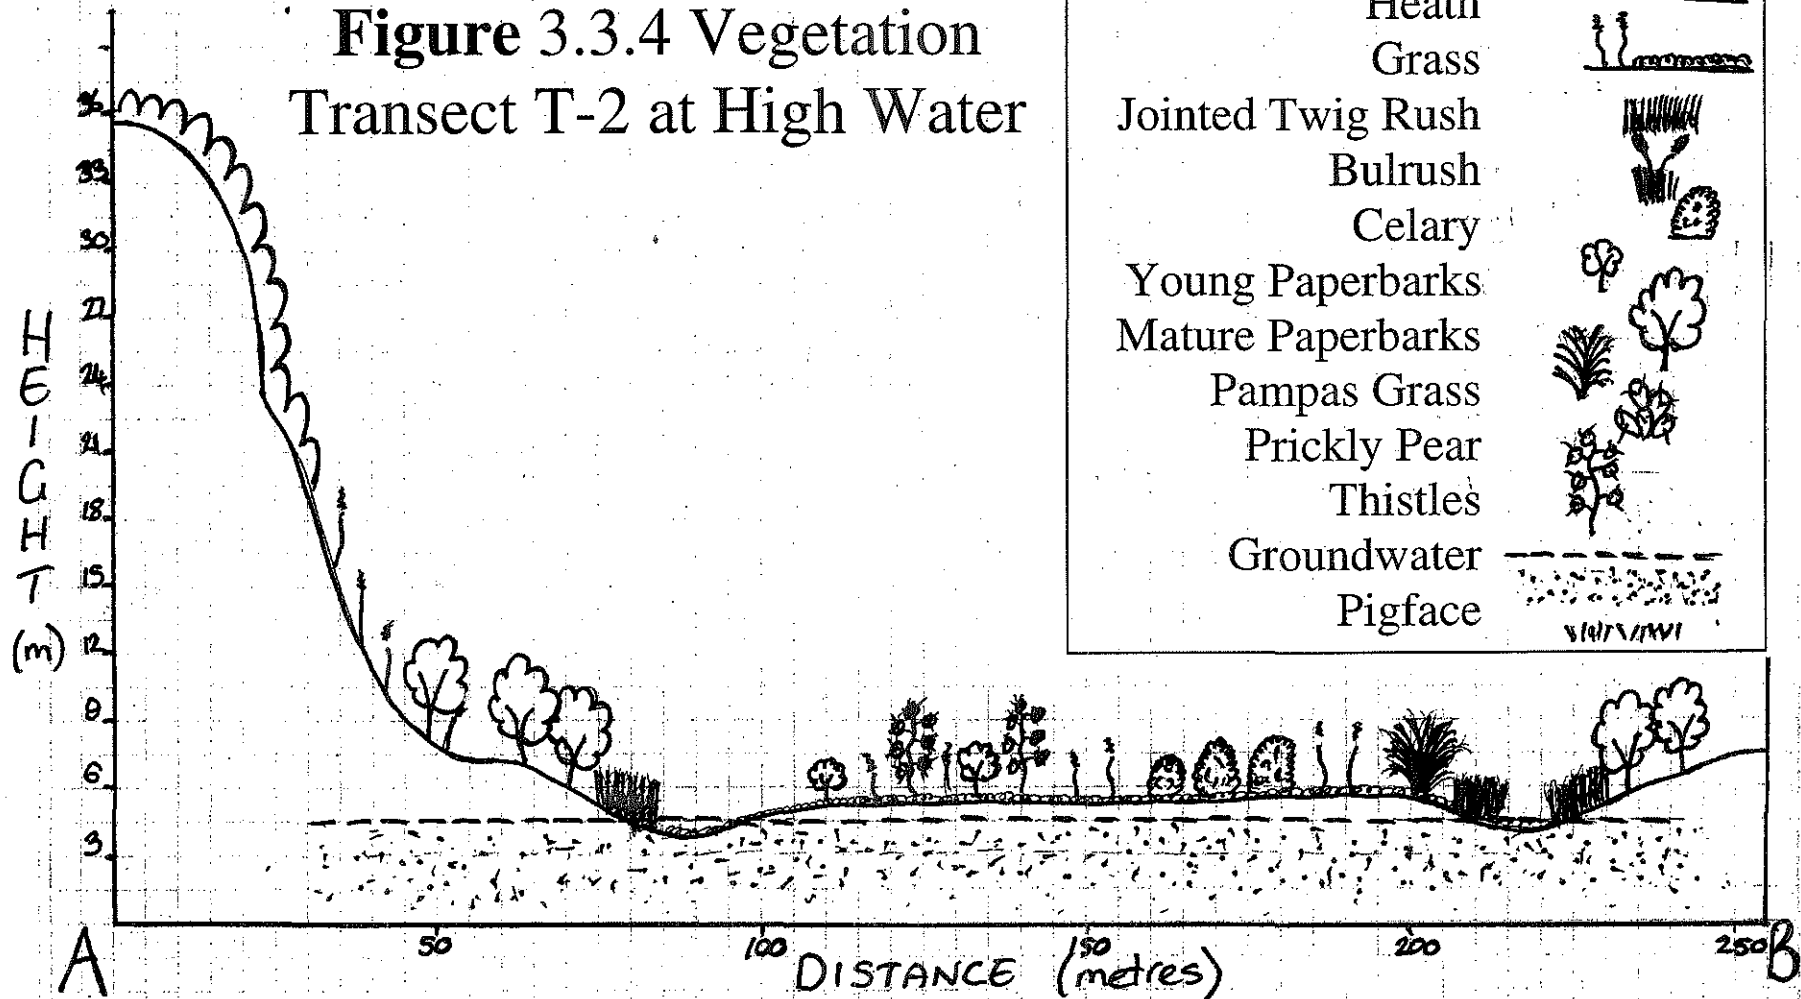 Figure 3.3.4 Vegetation
Transect T-2 at High Water
Heath
Grass
Jointed Twig Rush
Bulrush
Celary
Young Paperbarks
Mature Paperbarks
Pampas Grass
Prickly Pear
Thistles
Groundwater
Pigface
HEIGHT
(m)
36
33
30
27
24
21
18
15
12
9
6
3
A
50
100
150
200
250
B
DISTANCE (metres)